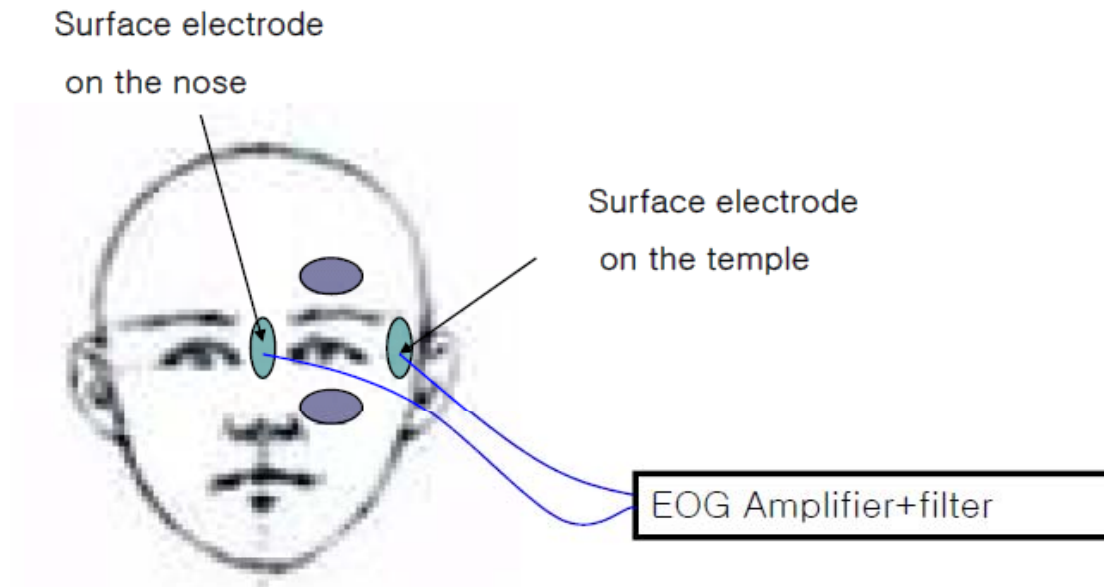 Surface electrode
on the nose
Surface electrode
on the temple
EOG Amplifier+filter